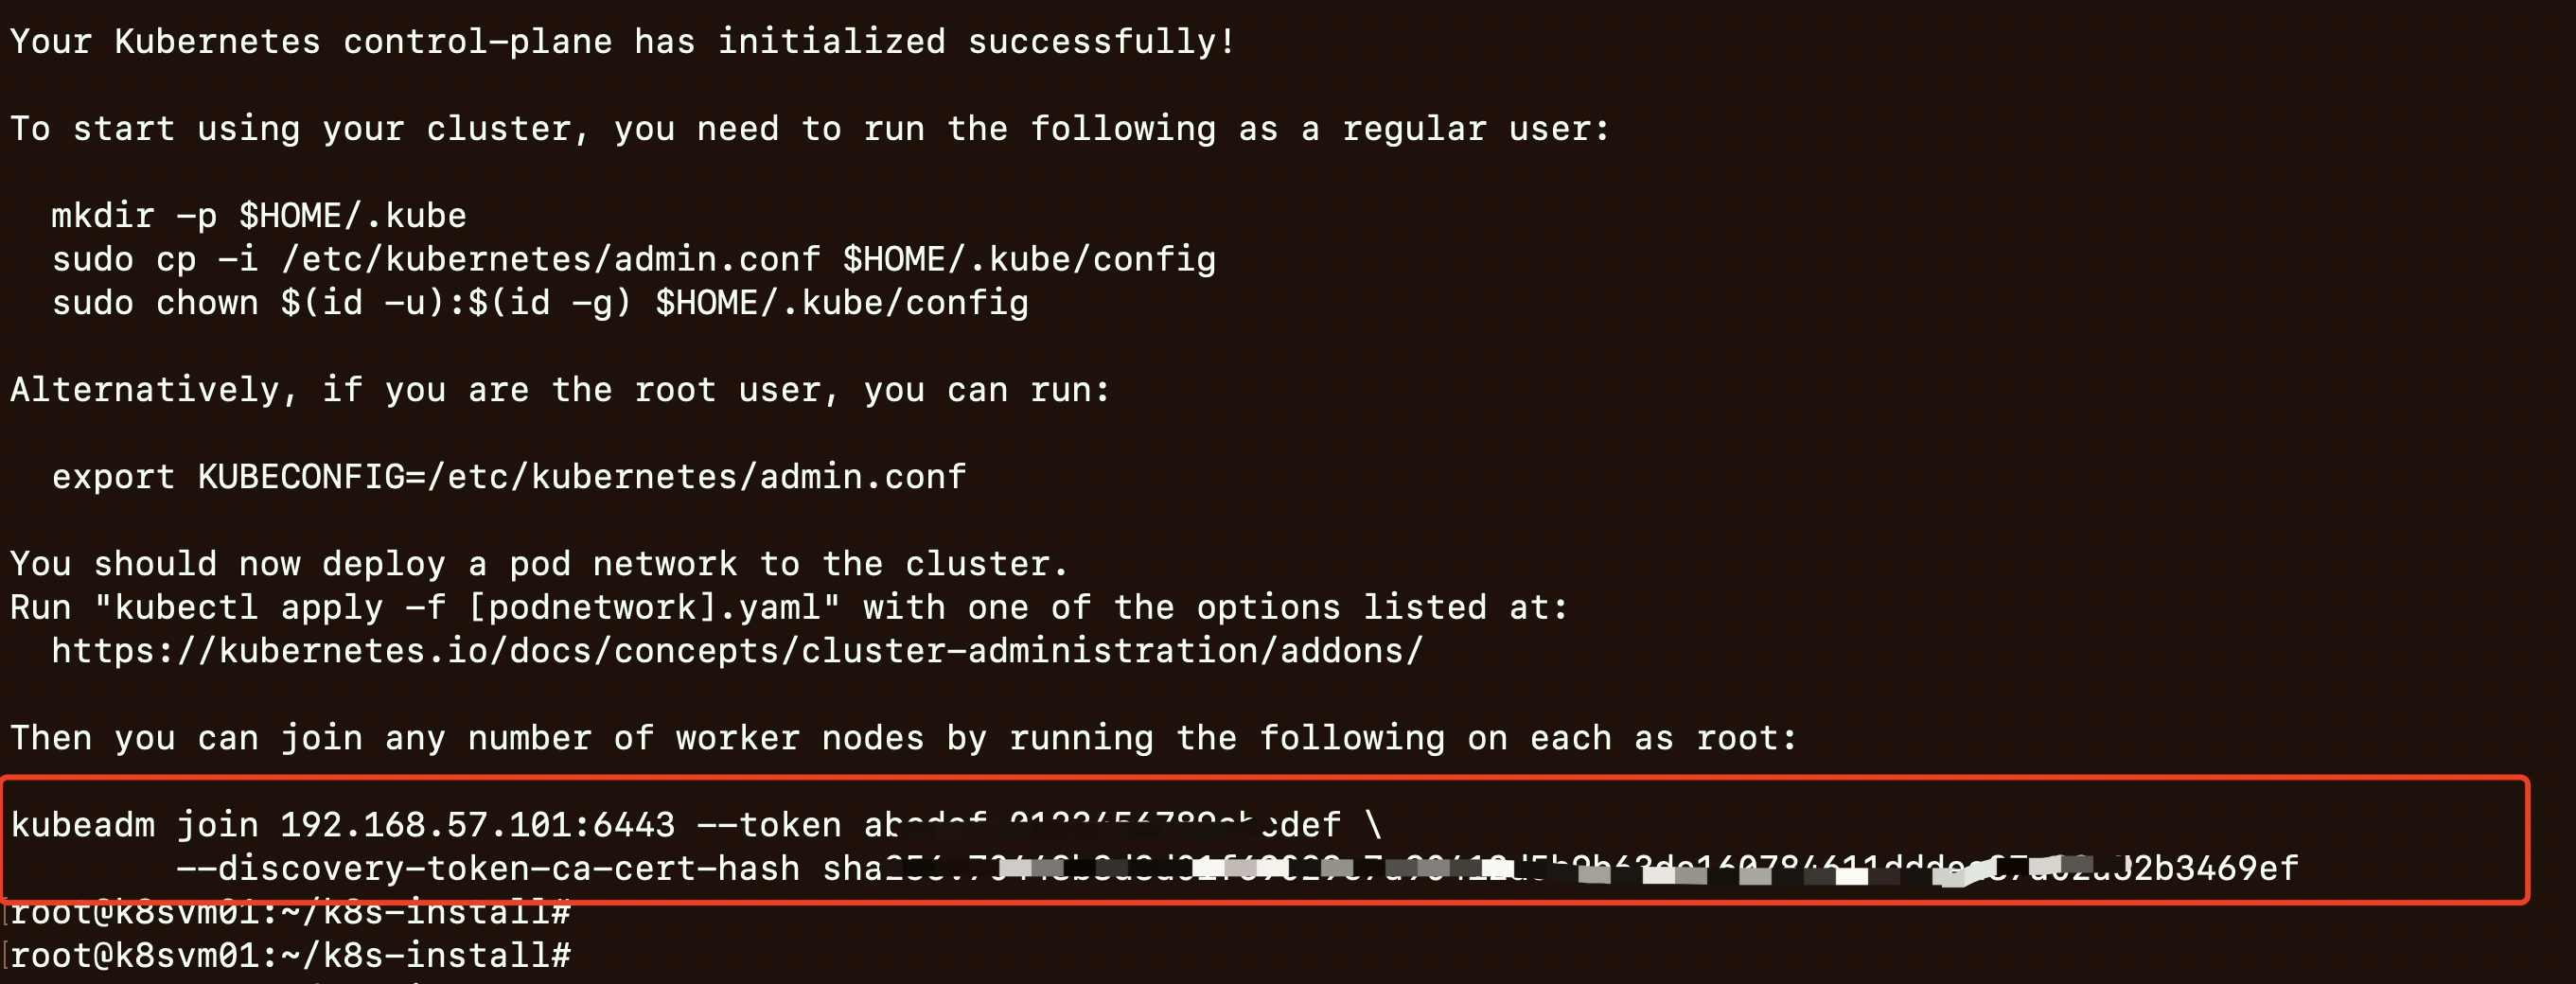 Your Kubernetes control-plane has initialized successfully!
To start using your cluster, you need to run the following as a regular user:
mkdir -p $HOME/.kube
sudo cp -i /etc/kubernetes/admin.conf $HOME/.kube/config
sudo chown $(id -u):$(id -g) $HOME/.kube/config
Alternatively, if you are the root user, you can run:
export KUBECONFIG=/etc/kubernetes/admin.conf
You should now deploy a pod network to the cluster.
Run "kubectl apply -f [podnetwork].yaml" with one of the options listed at:
https://kubernetes.io/docs/concepts/cluster-administration/addons/
Then you can join any number of worker nodes by running the following on each as root:
kubeadm join 192.168.57.101:6443 --token \
--discovery-token-ca-cert-hash
root@k8svm01:~/k8s-install#
root@k8svm01:~/k8s-install#